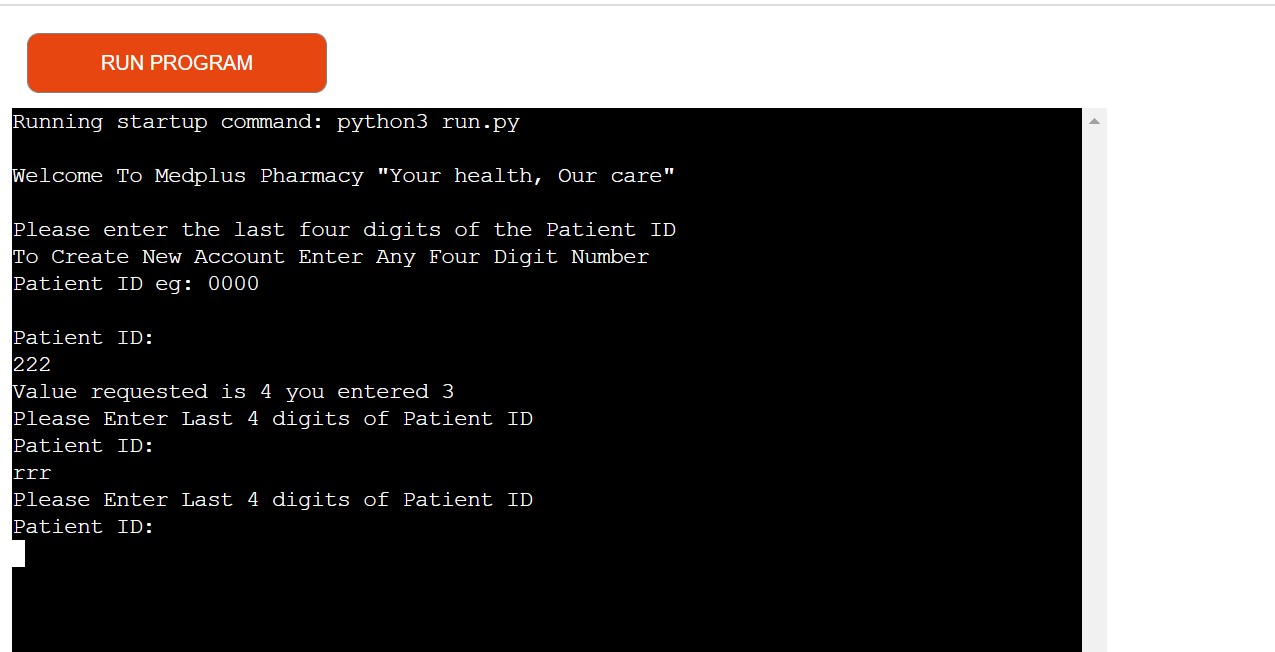 RUN PROGRAM
Running startup command: python3 run.py
Welcome To Medplus Pharmacy "Your health, Our care"
Please enter the last four digits of the Patient ID
To Create New Account Enter Any Four Digit Number
Patient ID eg: 0000
Patient ID:
222
Value requested is 4 you entered 3
Please Enter Last 4 digits of Patient ID
Patient ID:
rrr
Please Enter Last 4 digits of Patient ID
Patient ID: